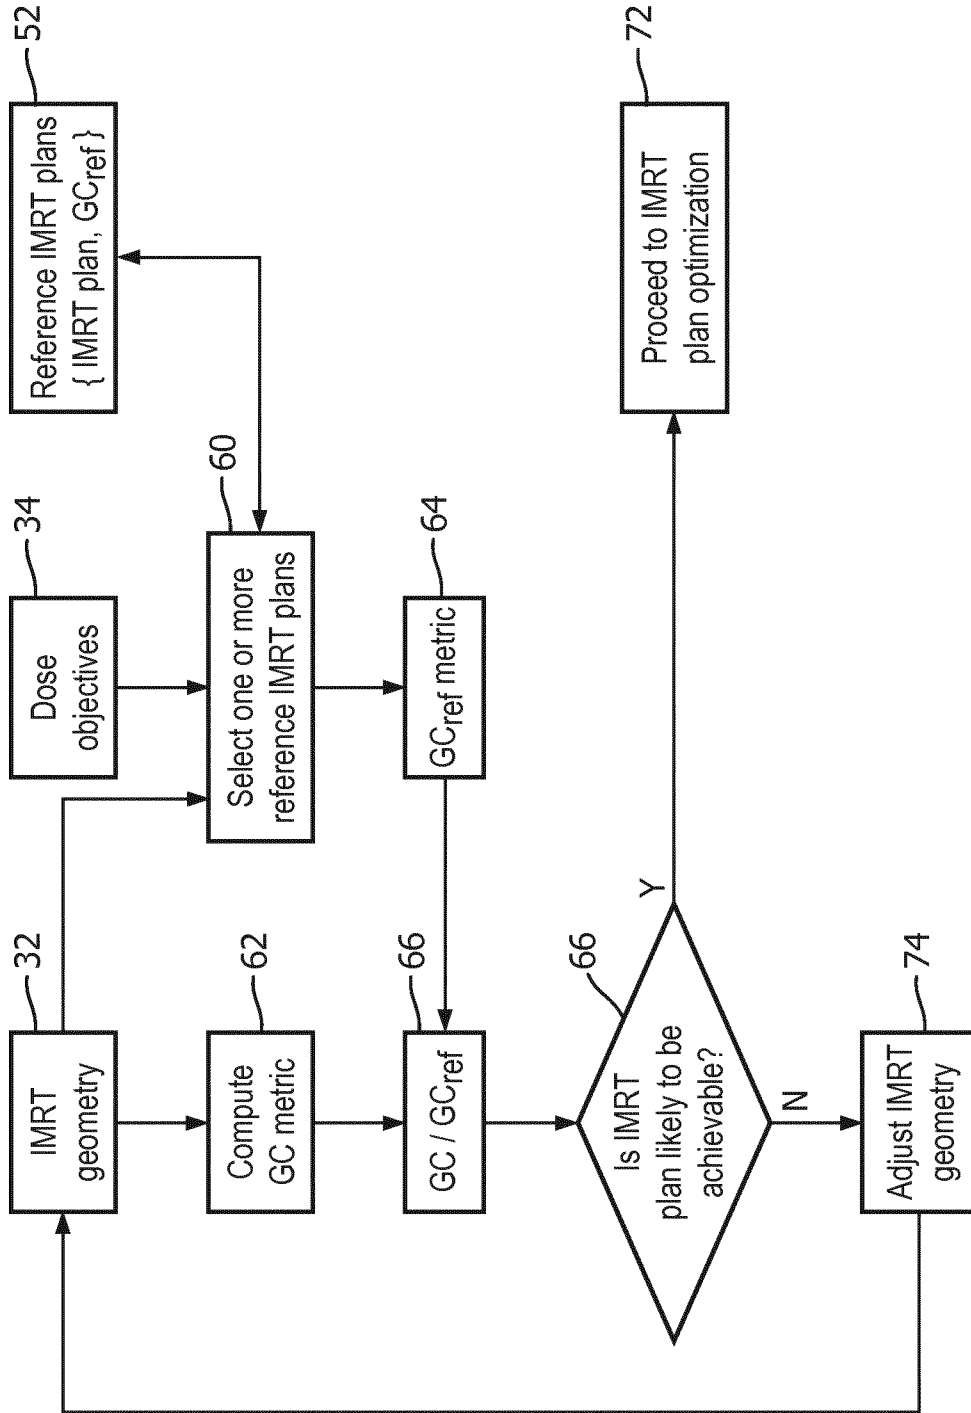 32
IMRT
geometry
34
Dose
objectives
52
Reference IMRT plans
{ IMRT plan, GCref }
62
Compute
GC metric
60
Select one or more
reference IMRT plans
66
GC / GCref
64
GCref metric
66
Is IMRT
plan likely to be
achievable?
Y
N
72
Proceed to IMRT
plan optimization
74
Adjust IMRT
geometry